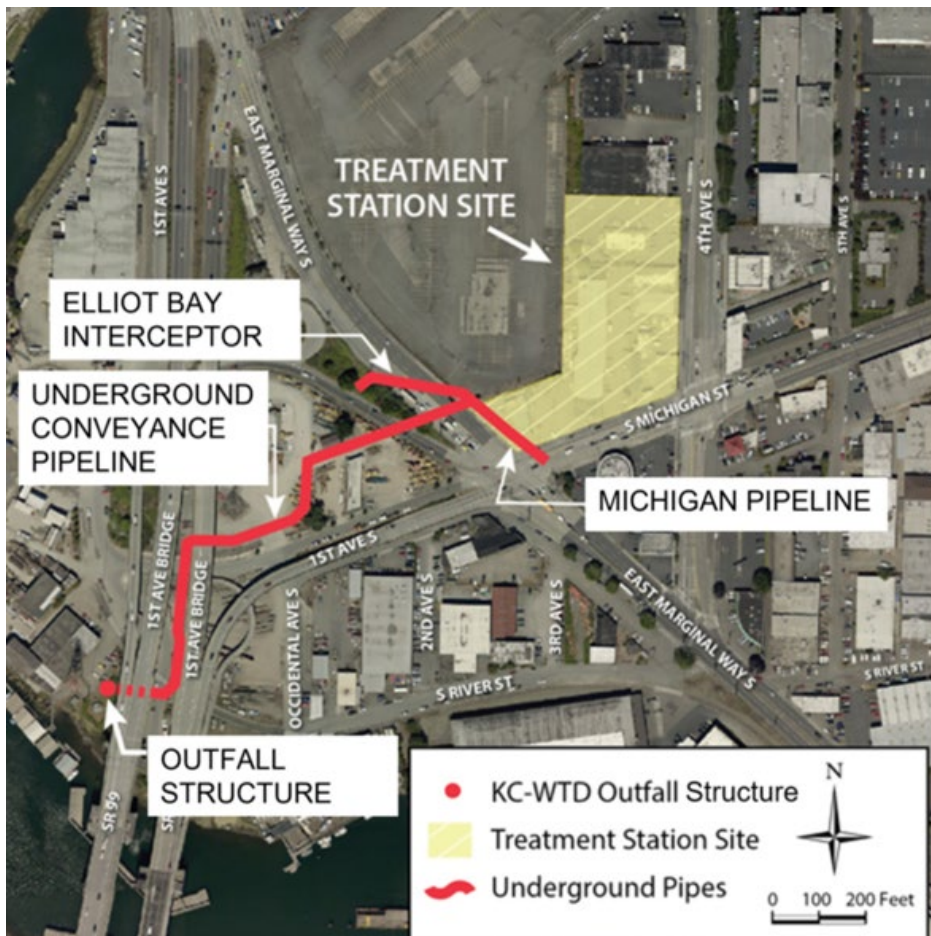 EAST MARGINAL WAY S
1ST AVE S
TREATMENT
STATION SITE
4TH AVE S
5TH AVE S
ELLIOT BAY
INTERCEPTOR
UNDERGROUND
CONVEYANCE
PIPELINE
S MICHIGAN ST
MICHIGAN PIPELINE
1ST AVE BRIDGE
1ST AVE BRIDGE
1ST AVE S
OCCIDENTAL AVE S
2ND AVE S
3RD AVE S
EAST MARGINAL WAY S
S RIVER ST
S RIVER ST
OUTFALL
STRUCTURE
SR 99
SR
N
KC-WTD Outfall Structure
Treatment Station Site
Underground Pipes
0 100 200 Feet